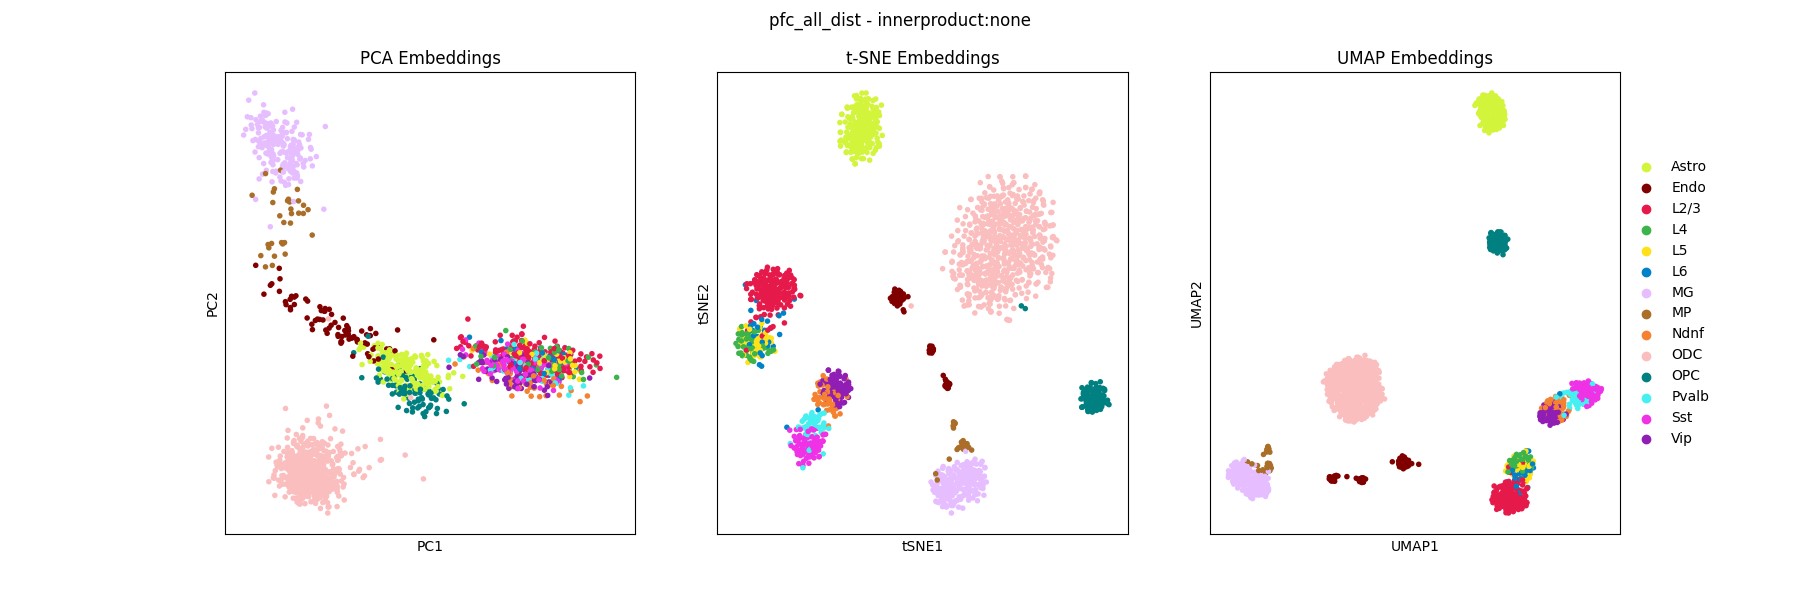 pfc_all_dist - innerproduct:none
PCA Embeddings
t-SNE Embeddings
UMAP Embeddings
PC2
PC1
tSNE2
tSNE1
UMAP2
UMAP1
Astro
Endo
L2/3
L4
L5
L6
MG
MP
Ndnf
ODC
OPC
Pvalb
Sst
Vip